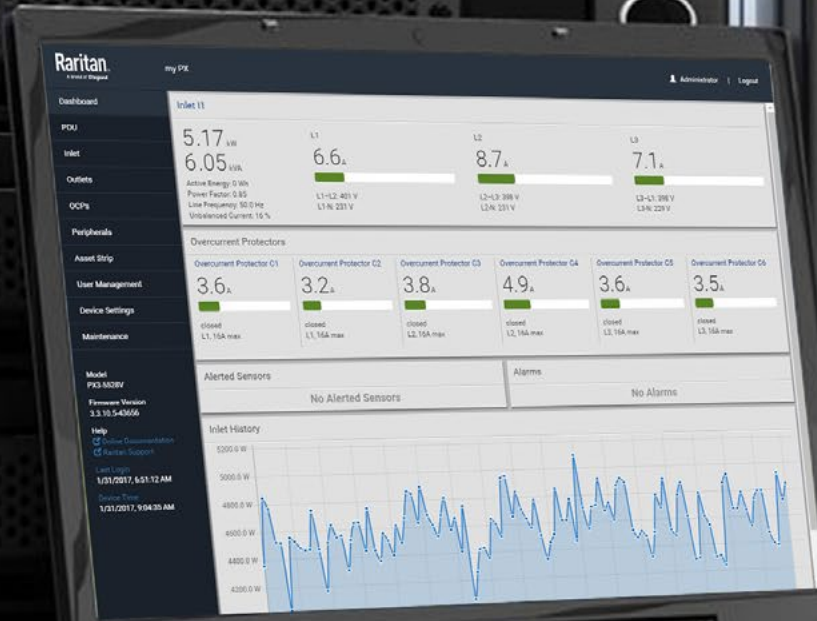 Raritan.
A brand of Legrand
my PX
Administrator | Logout
Dashboard
PDU
Inlet
Outlets
OCPs
Peripherals
Asset Strip
User Management
Device Settings
Maintenance
Model
PX3-5528V
Firmware Version
3.3.10.5-43656
Help
Online Documentation
Raritan Support
Last Login
1/31/2017, 6:51:12 AM
Device Time
1/31/2017, 9:04:35 AM
Inlet I1
5.17 kW
6.05 kVA
Active Energy: 0 Wh
Power Factor: 0.85
Line Frequency: 50.0 Hz
Unbalanced Current: 16 %
L1
6.6 A
L1-L2: 401 V
L1-N: 231 V
L2
8.7 A
L2-L3: 398 V
L2-N: 231 V
L3
7.1 A
L3-L1: 398 V
L3-N: 229 V
Overcurrent Protectors
Overcurrent Protector C1
3.6 A
closed
L1, 16A max
Overcurrent Protector C2
3.2 A
closed
L1, 16A max
Overcurrent Protector C3
3.8 A
closed
L2, 16A max
Overcurrent Protector C4
4.9 A
closed
L2, 16A max
Overcurrent Protector C5
3.6 A
closed
L3, 16A max
Overcurrent Protector C6
3.5 A
closed
L3, 16A max
Alerted Sensors
No Alerted Sensors
Alarms
No Alarms
Inlet History
5200.0 W
5000.0 W
4800.0 W
4600.0 W
4400.0 W
4200.0 W